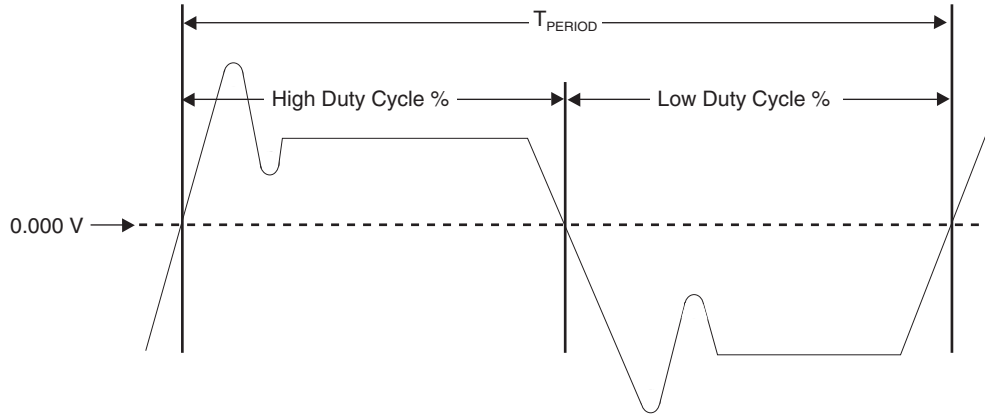 TPERIOD
High Duty Cycle %
Low Duty Cycle %
0.000 V